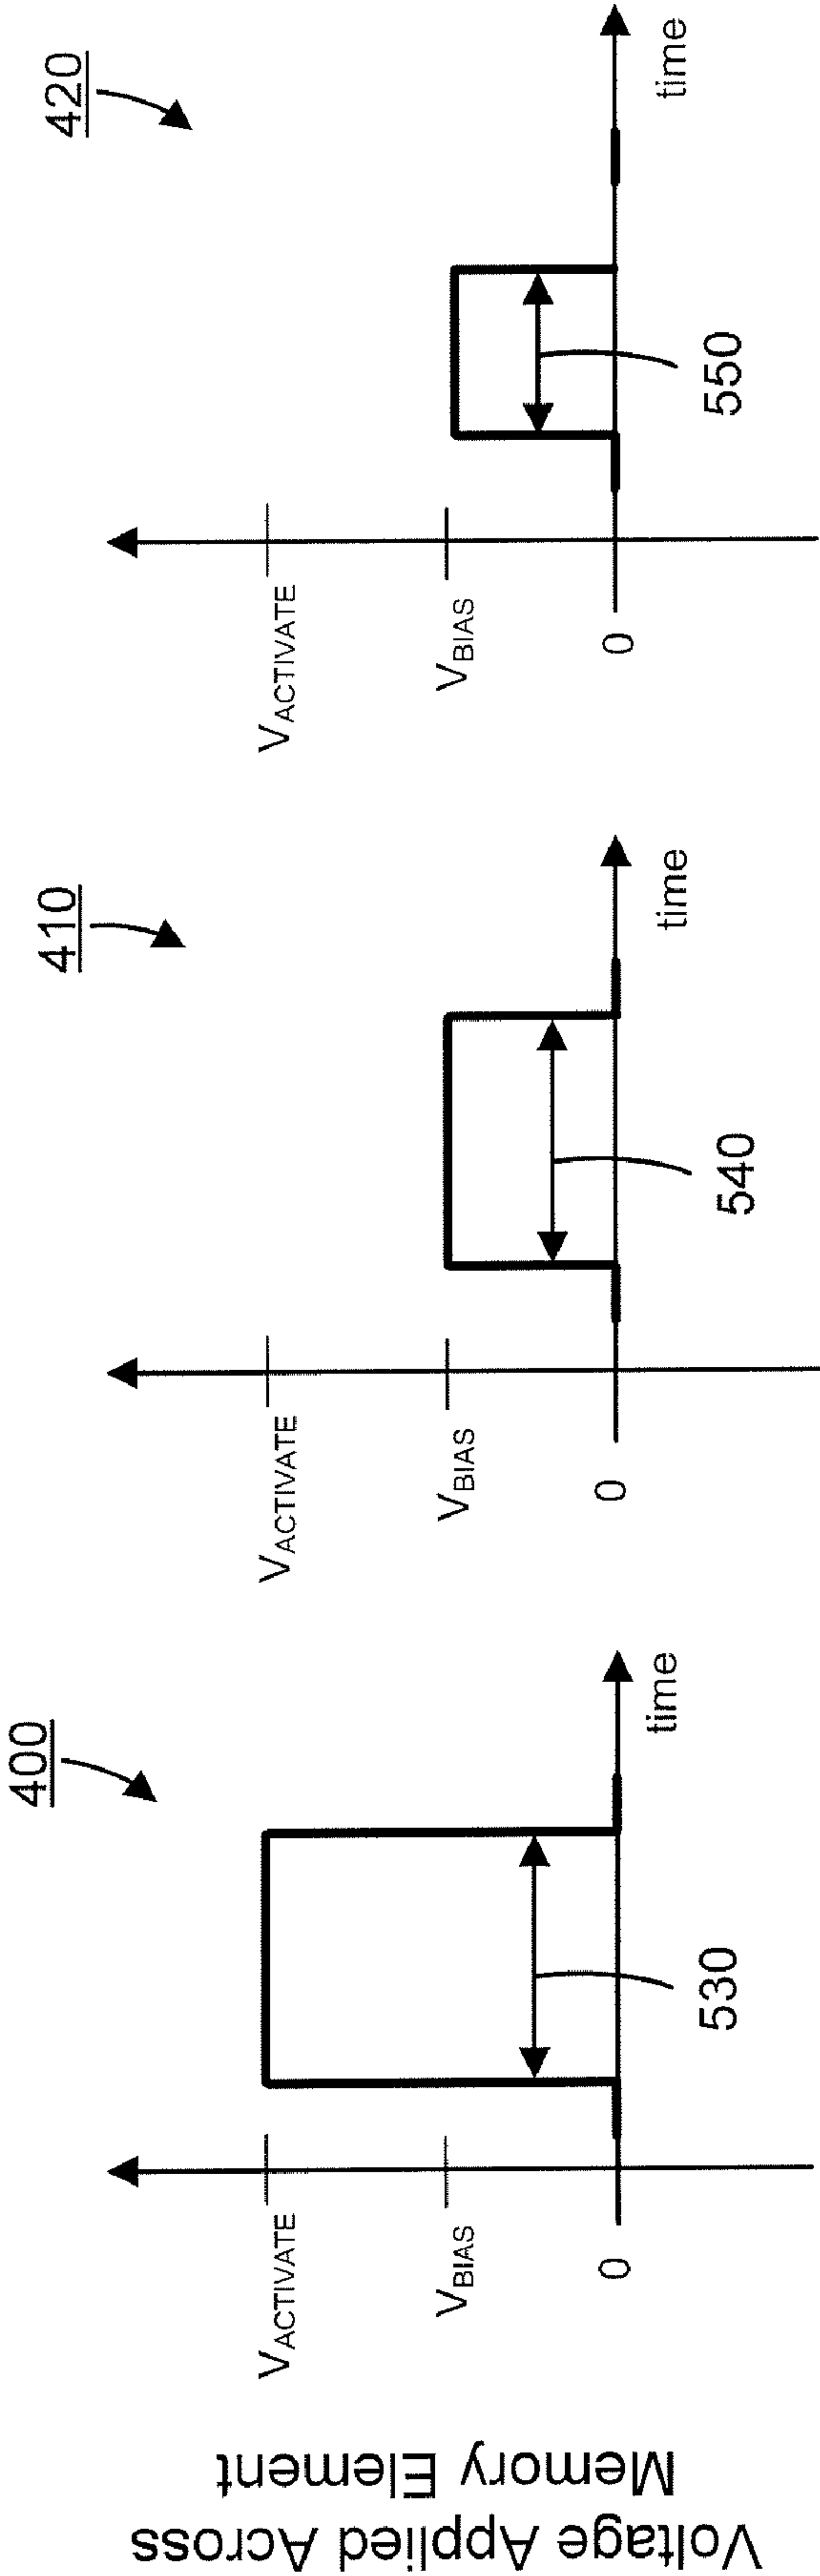 Voltage Applied Across
Memory Element
400
VACTIVATE
VBIAS
0
530
time
410
VACTIVATE
VBIAS
0
540
time
420
VACTIVATE
VBIAS
0
550
time